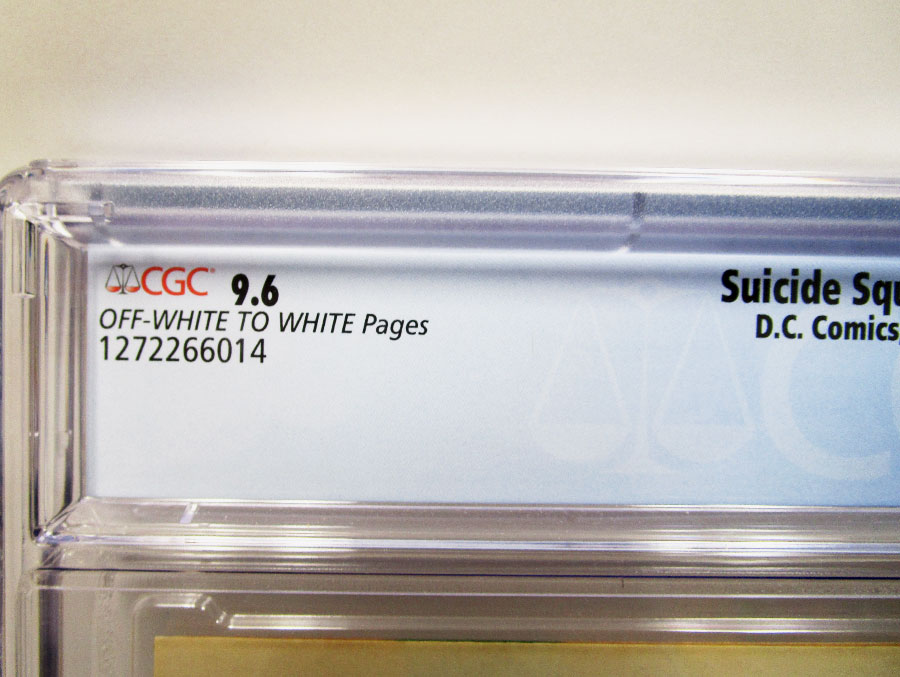 CGC® 9.6
OFF-WHITE TO WHITE Pages
1272266014
Suicide Squ
D.C. Comics,